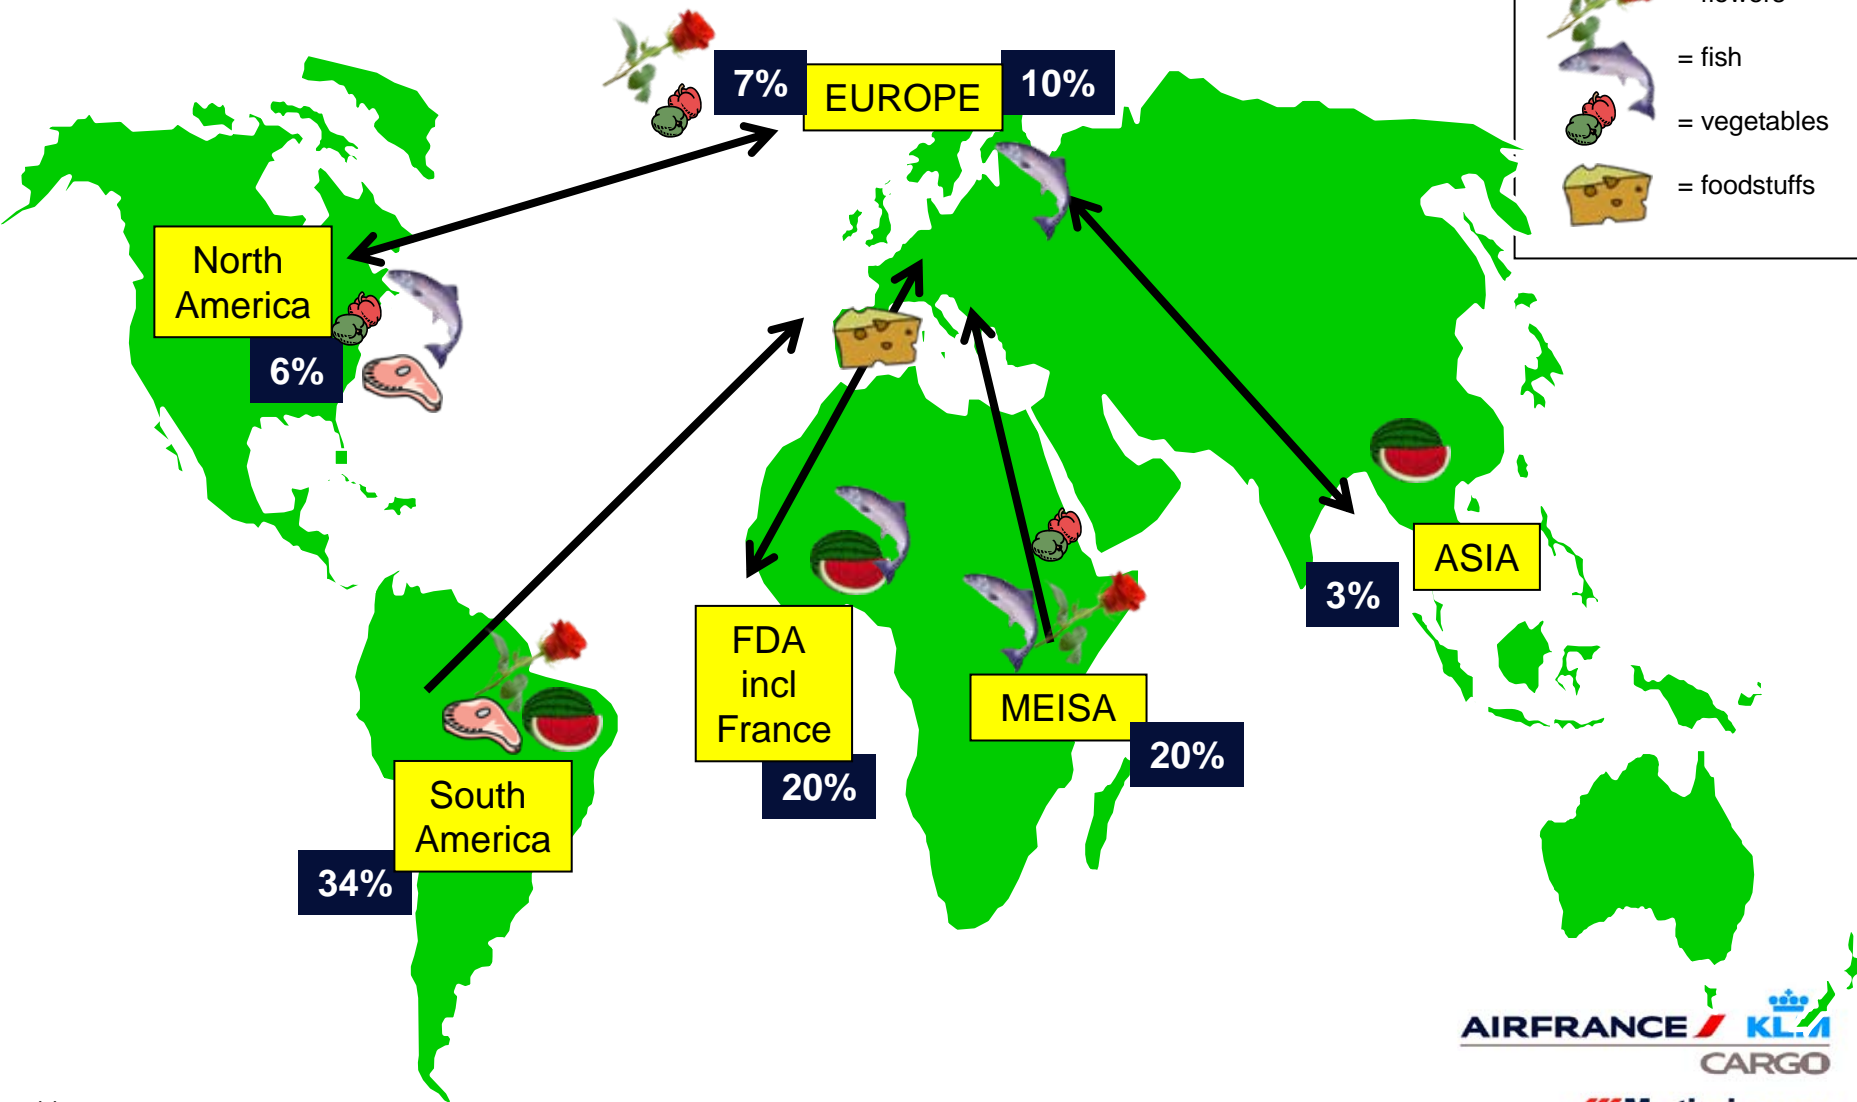 = fish
= vegetables
= foodstuffs
7%
EUROPE
10%
North
America
6%
ASIA
3%
FDA
incl
France
20%
MEISA
20%
South
America
34%
AIRFRANCE
KLM
CARGO